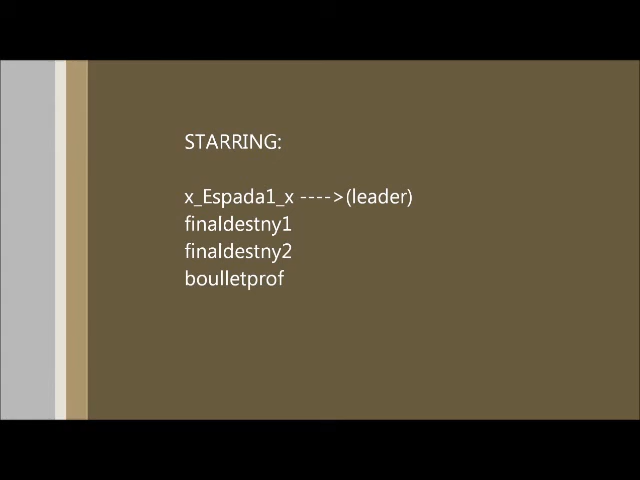 STARRING:
x_Espada1_x ---->(leader)
finaldestny1
finaldestny2
boulletprof